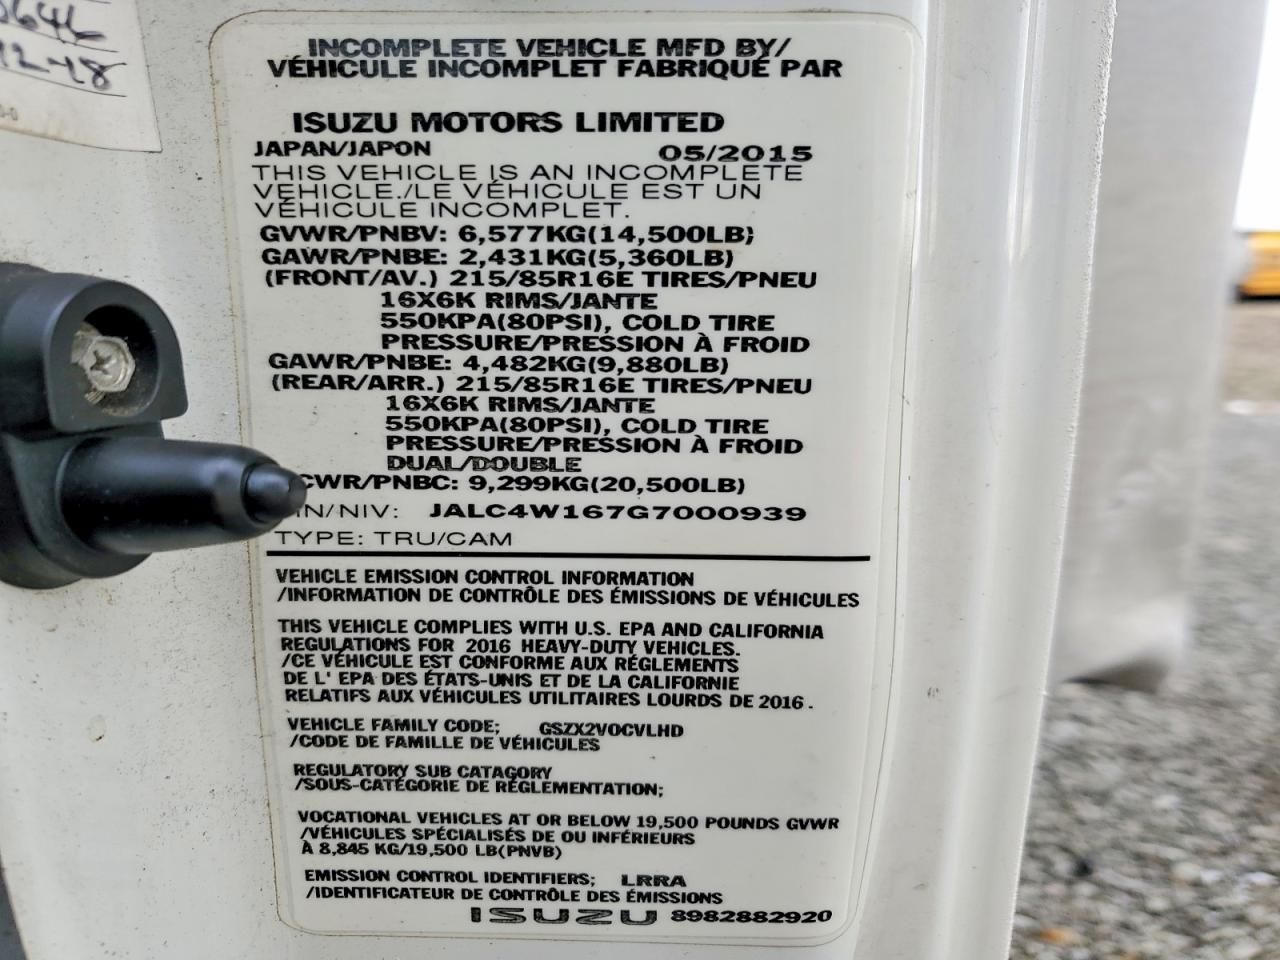 12-18
INCOMPLETE VEHICLE MFD BY/
VÉHICULE INCOMPLET FABRIQUÉ PAR
ISUZU MOTORS LIMITED
JAPAN/JAPON 05/2015
THIS VEHICLE IS AN INCOMPLETE
VEHICLE./LE VÉHICULE EST UN
VÉHICULE INCOMPLET.
GVWR/PNBV: 6,577KG(14,500LB)
GAWR/PNBE: 2,431KG(5,360LB)
(FRONT/AV.) 215/85R16E TIRES/PNEU
16X6K RIMS/JANTE
550KPA(80PSI), COLD TIRE
PRESSURE/PRESSION À FROID
GAWR/PNBE: 4,482KG(9,880LB)
(REAR/ARR.) 215/85R16E TIRES/PNEU
16X6K RIMS/JANTE
550KPA(80PSI), COLD TIRE
PRESSURE/PRESSION À FROID
DUAL/DOUBLE
CWR/PNBC: 9,299KG(20,500LB)
IN/NIV: JALC4W167G7000939
TYPE: TRU/CAM
VEHICLE EMISSION CONTROL INFORMATION
/INFORMATION DE CONTRÔLE DES ÉMISSIONS DE VÉHICULES
THIS VEHICLE COMPLIES WITH U.S. EPA AND CALIFORNIA
REGULATIONS FOR 2016 HEAVY-DUTY VEHICLES.
/CE VÉHICULE EST CONFORME AUX RÉGLEMENTS
DE L' EPA DES ÉTATS-UNIS ET DE LA CALIFORNIE
RELATIFS AUX VÉHICULES UTILITAIRES LOURDS DE 2016.
VEHICLE FAMILY CODE; GSZX2VOCVLHD
/CODE DE FAMILLE DE VÉHICULES
REGULATORY SUB CATAGORY
/SOUS-CATÉGORIE DE RÉGLEMENTATION;
VOCATIONAL VEHICLES AT OR BELOW 19,500 POUNDS GVWR
/VÉHICULES SPÉCIALISÉS DE OU INFÉRIEURS
À 8,845 KG/19,500 LB(PNVB)
EMISSION CONTROL IDENTIFIERS; LRRA
/IDENTIFICATEUR DE CONTRÔLE DES ÉMISSIONS
ISUZU 8982882920